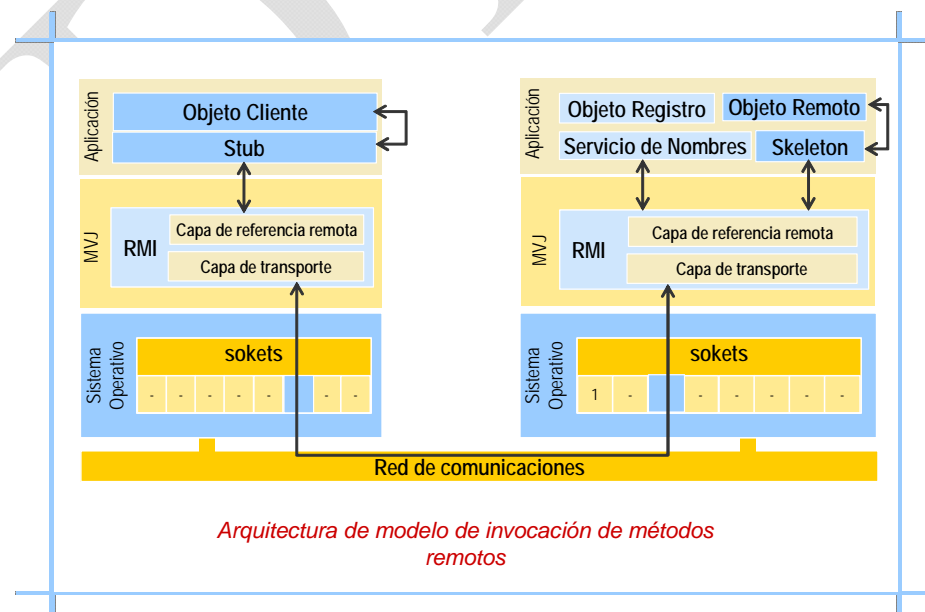 Aplicación
Objeto Cliente
Stub
MVJ
RMI
Capa de referencia remota
Capa de transporte
Sistema
Operativo
sokets
- - - - - - -
Aplicación
Objeto Registro
Objeto Remoto
Servicio de Nombres
Skeleton
MVJ
RMI
Capa de referencia remota
Capa de transporte
Sistema
Operativo
sokets
1 - - - - - -
Red de comunicaciones
Arquitectura de modelo de invocación de métodos
remotos